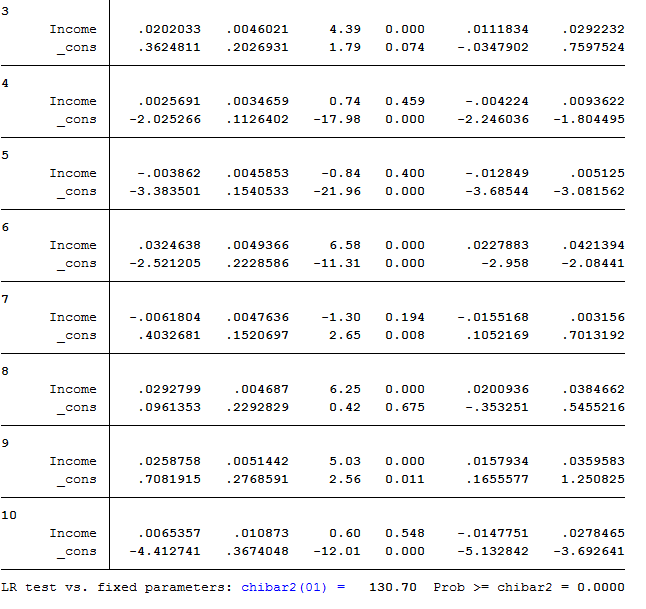 3
Income .0202033 .0046021 4.39 0.000 .0111834 .0292232
_cons .3624811 .2026931 1.79 0.074 -.0347902 .7597524
4
Income .0025691 .0034659 0.74 0.459 -.004224 .0093622
_cons -2.025266 .1126402 -17.98 0.000 -2.246036 -1.804495
5
Income -.003862 .0045853 -0.84 0.400 -.012849 .005125
_cons -3.383501 .1540533 -21.96 0.000 -3.68544 -3.081562
6
Income .0324638 .0049366 6.58 0.000 .0227883 .0421394
_cons -2.521205 .2228586 -11.31 0.000 -2.958 -2.08441
7
Income -.0061804 .0047636 -1.30 0.194 -.0155168 .003156
_cons .4032681 .1520697 2.65 0.008 .1052169 .7013192
8
Income .0292799 .004687 6.25 0.000 .0200936 .0384662
_cons .0961353 .2292829 0.42 0.675 -.353251 .5455216
9
Income .0258758 .0051442 5.03 0.000 .0157934 .0359583
_cons .7081915 .2768591 2.56 0.011 .1655577 1.250825
10
Income .0065357 .010873 0.60 0.548 -.0147751 .0278465
_cons -4.412741 .3674048 -12.01 0.000 -5.132842 -3.692641
LR test vs. fixed parameters: chibar2(01) = 130.70 Prob >= chibar2 = 0.0000